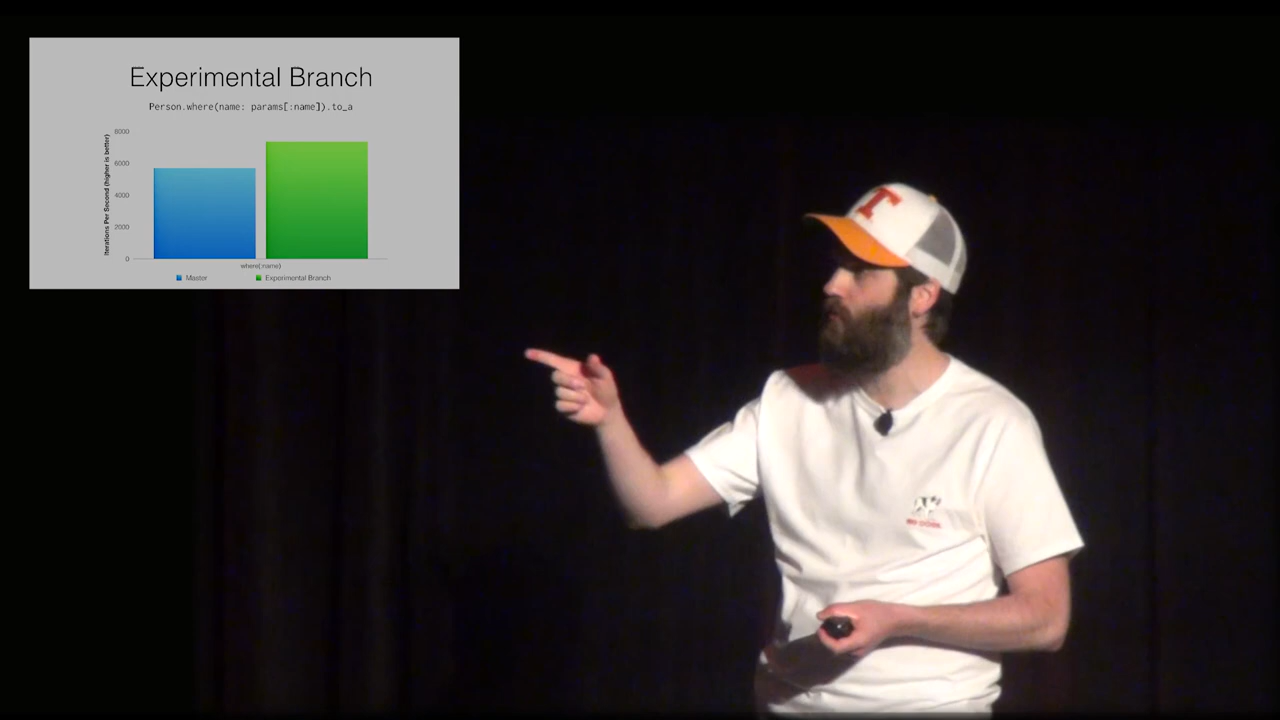 Experimental Branch
Person.where(name: params[:name]).to_a
Iterations Per Second (higher is better)
8000
6000
4000
2000
0
where(:name)
Master
Experimental Branch
T